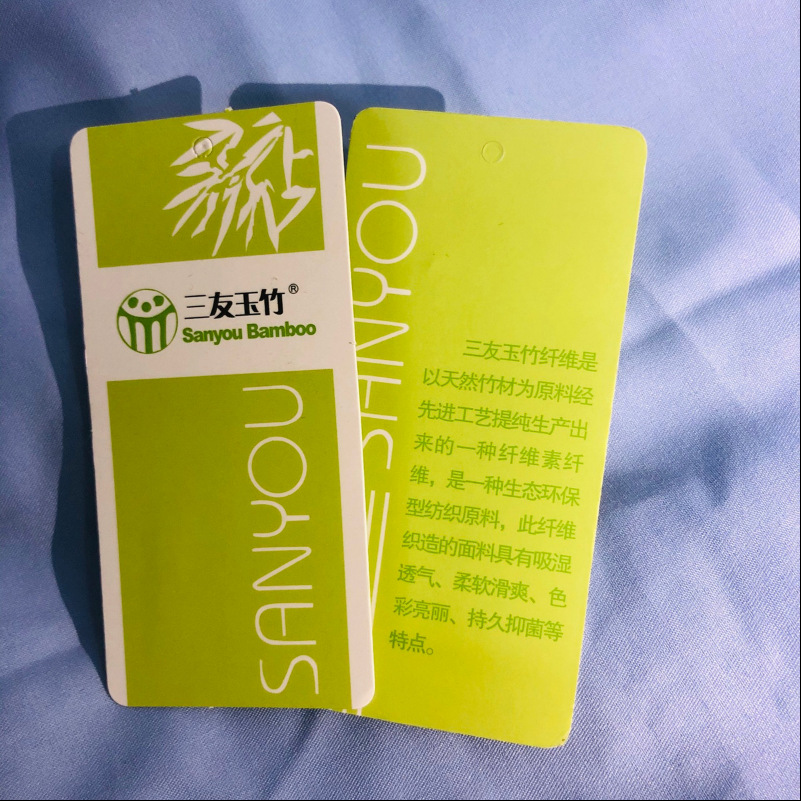 三友玉竹®
Sanyou Bamboo
SANYOU
SANYOU
三友玉竹纤维是
以天然竹材为原料经
先进工艺提纯生产出
来的一种纤维素纤
维，是一种生态环保
型纺织原料，此纤维
织造的面料具有吸湿
透气、柔软滑爽、色
彩亮丽、持久抑菌等
特点。